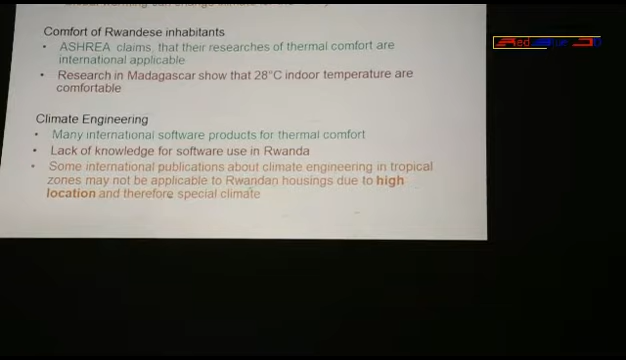 Comfort of Rwandese inhabitants
• ASHREA claims, that their researches of thermal comfort are
international applicable
• Research in Madagascar show that 28°C indoor temperature are
comfortable
Climate Engineering
• Many international software products for thermal comfort
• Lack of knowledge for software use in Rwanda
• Some international publications about climate engineering in tropical
zones may not be applicable to Rwandan housings due to high
location and therefore special climate